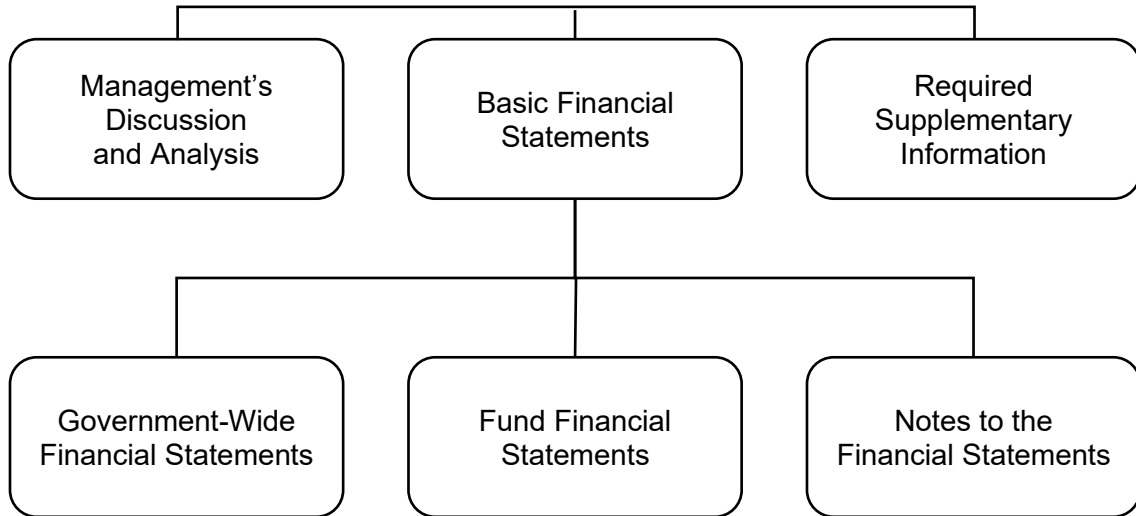 Management’s
Discussion
and Analysis
Basic Financial
Statements
Required
Supplementary
Information
Government-Wide
Financial Statements
Fund Financial
Statements
Notes to the
Financial Statements